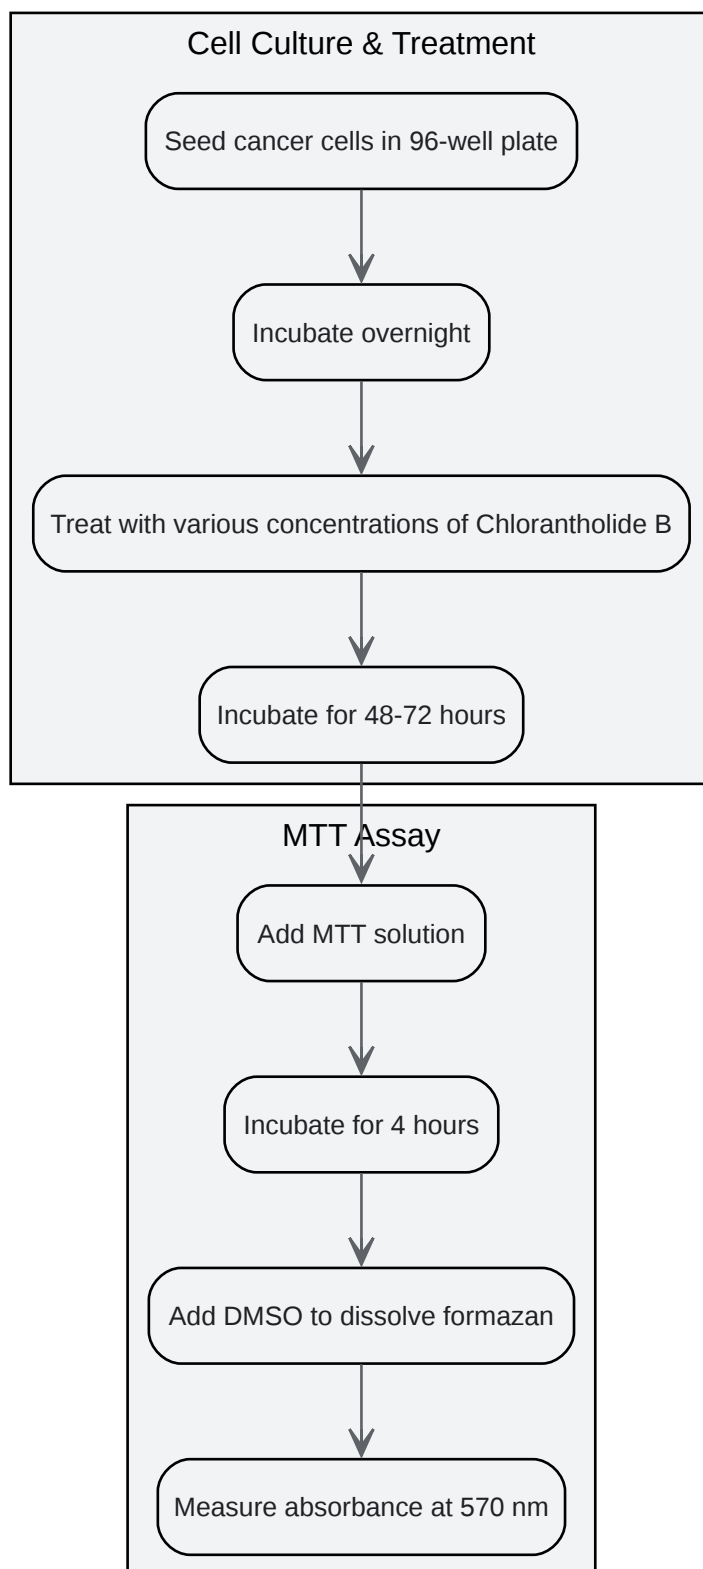 Cell Culture & Treatment
Seed cancer cells in 96-well plate
Incubate overnight
Treat with various concentrations of Chlorantholide B
Incubate for 48-72 hours
MTT Assay
Add MTT solution
Incubate for 4 hours
Add DMSO to dissolve formazan
Measure absorbance at 570 nm